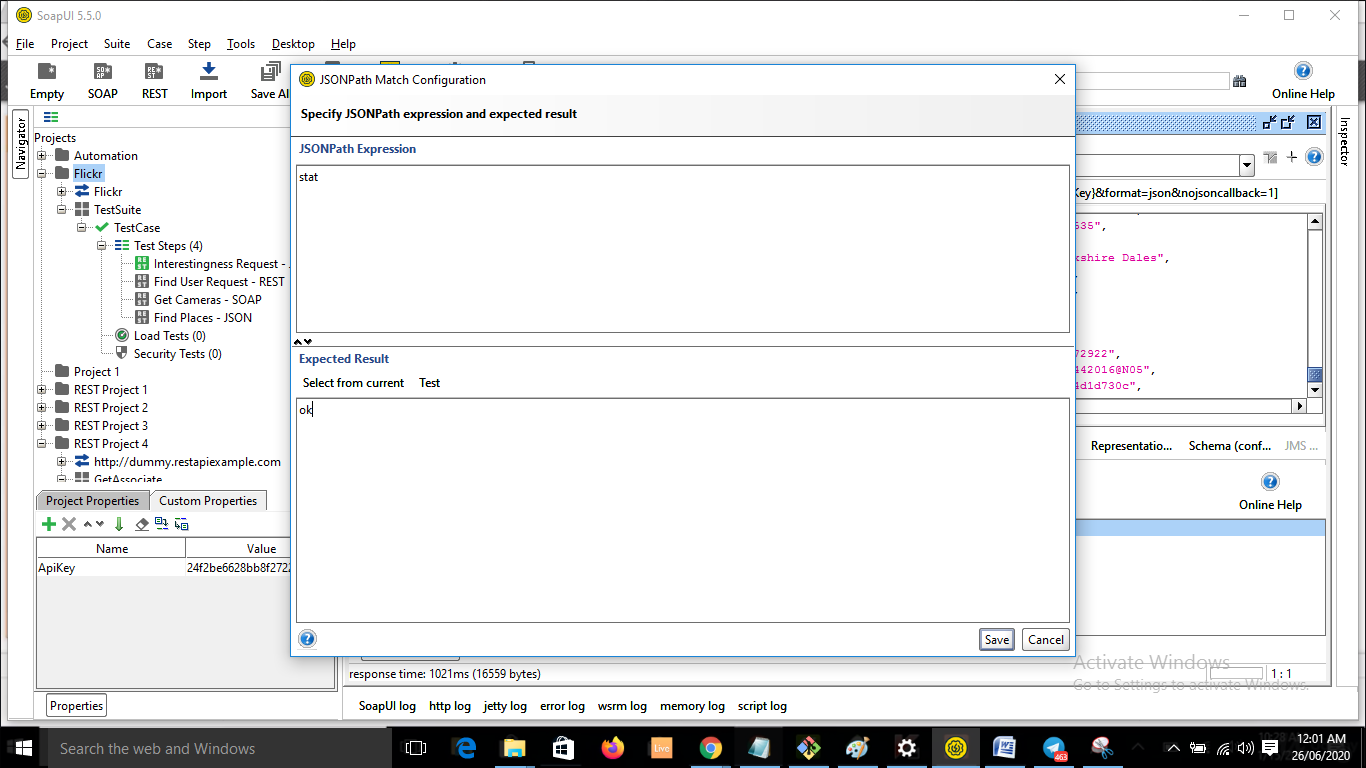 SoapUI 5.5.0
File Project Suite Case Step Tools Desktop Help
Empty SOAP REST Import Save Al
Online Help
JSONPath Match Configuration
Specify JSONPath expression and expected result
JSONPath Expression
stat
Expected Result
Select from current Test
ok
Save Cancel
Navigator
Projects
Automation
Flickr
Flickr
TestSuite
TestCase
Test Steps (4)
Interestingness Request -
Find User Request - REST
Get Cameras - SOAP
Find Places - JSON
Load Tests (0)
Security Tests (0)
Project 1
REST Project 1
REST Project 2
REST Project 3
REST Project 4
http://dummy.restapiexample.com
GetAssociate
Project Properties Custom Properties
Name Value
ApiKey 24f2be6628bb8f272
Properties
Inspector
Key}&format=json&nojsoncallback=1]
535",
kshire Dales",
72922",
442016@N05",
4d1d730c",
Representatio... Schema (conf... JMS ...
Online Help
response time: 1021ms (16559 bytes)
1 : 1
Activate Windows
Go to Settings to activate Windows.
SoapUI log http log jetty log error log wsrm log memory log script log
Search the web and Windows
Live
463
12:01 AM
26/06/2020